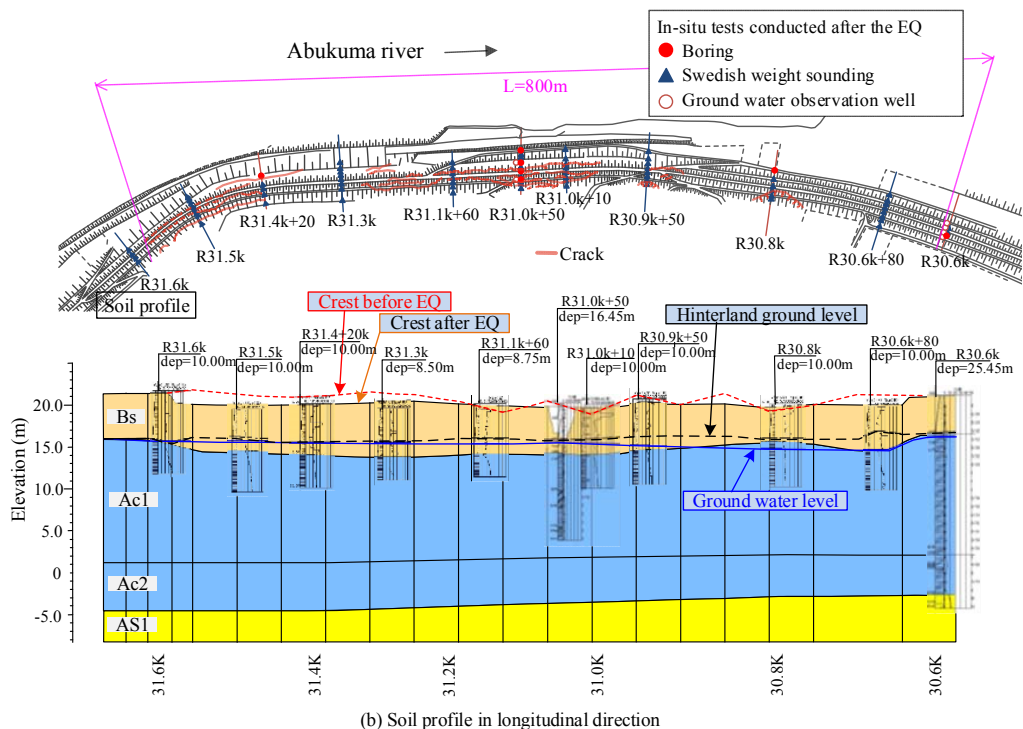 In-situ tests conducted after the EQ
Boring
Swedish weight sounding
Ground water observation well
Abukuma river
L=800m
R31.6k
R31.5k
R31.4k+20
R31.3k
R31.1k+60
R31.0k+50
R31.0k+10
R30.9k+50
R30.8k
R30.6k+80
R30.6k
Crack
Soil profile
Crest before EQ
Crest after EQ
Hinterland ground level
R31.6k
dep=10.00m
R31.5k
dep=10.00m
R31.4+20k
dep=10.00m
R31.3k
dep=8.50m
R31.1k+60
dep=8.75m
R31.0k+50
dep=16.45m
R31.0k+10
dep=10.00m
R30.9k+50
dep=10.00m
R30.8k
dep=10.00m
R30.6k+80
dep=10.00m
R30.6k
dep=25.45m
Elevation (m)
20.0
15.0
10.0
5.0
0
-5.0
Bs
Ac1
Ac2
AS1
Ground water level
31.6K
31.4K
31.2K
31.0K
30.8K
30.6K
(b) Soil profile in longitudinal direction